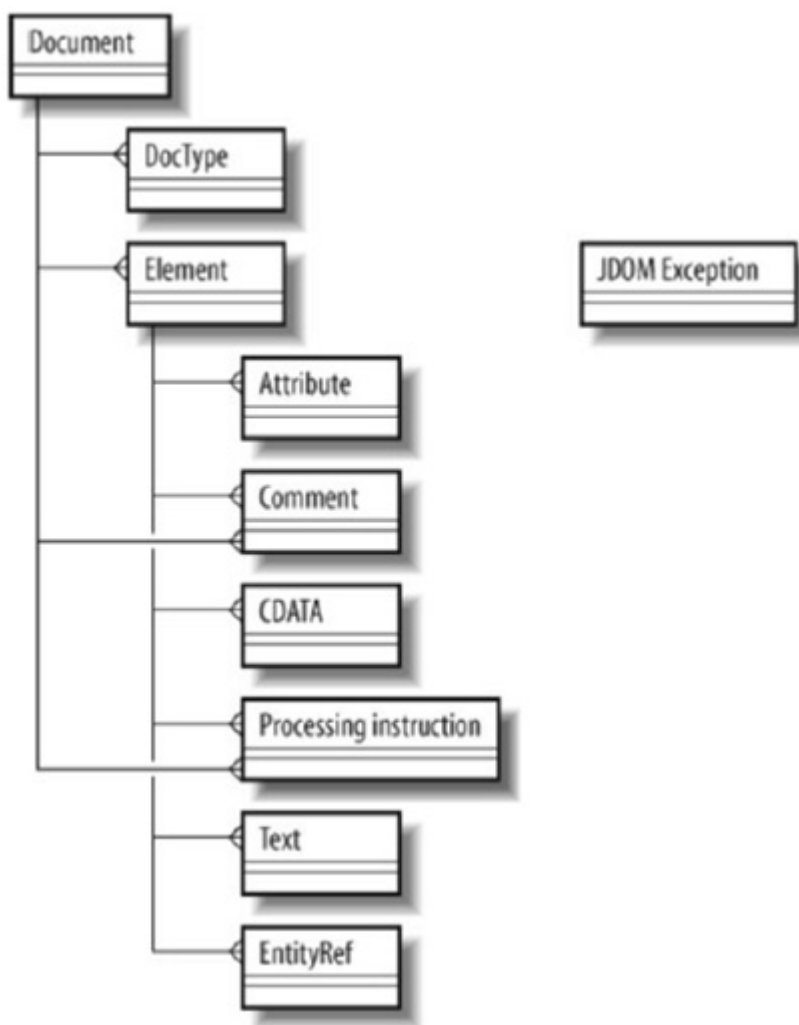 Document
DocType
Element
JDOM Exception
Attribute
Comment
CDATA
Processing instruction
Text
EntityRef